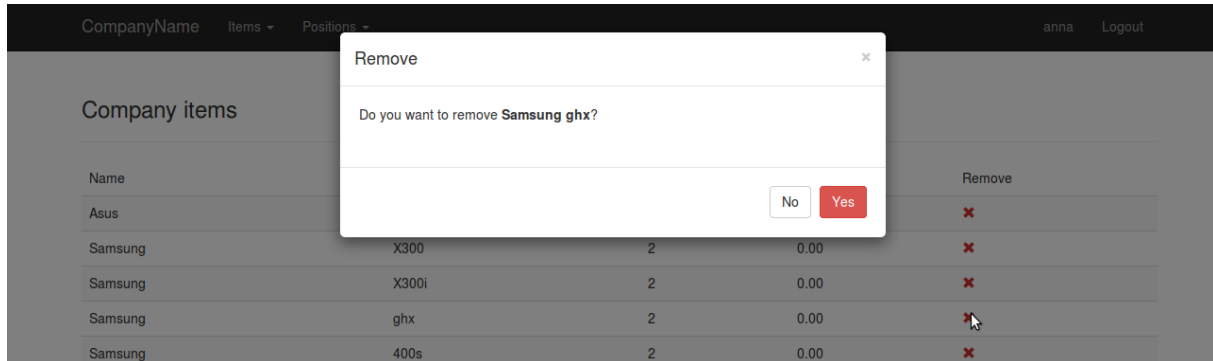 CompanyName Items Positions anna Logout
Remove ×
Company items
Do you want to remove Samsung ghx?
Name Remove
No Yes
Asus
Samsung X300 2 0.00
Samsung X300i 2 0.00
Samsung ghx 2 0.00
Samsung 400s 2 0.00